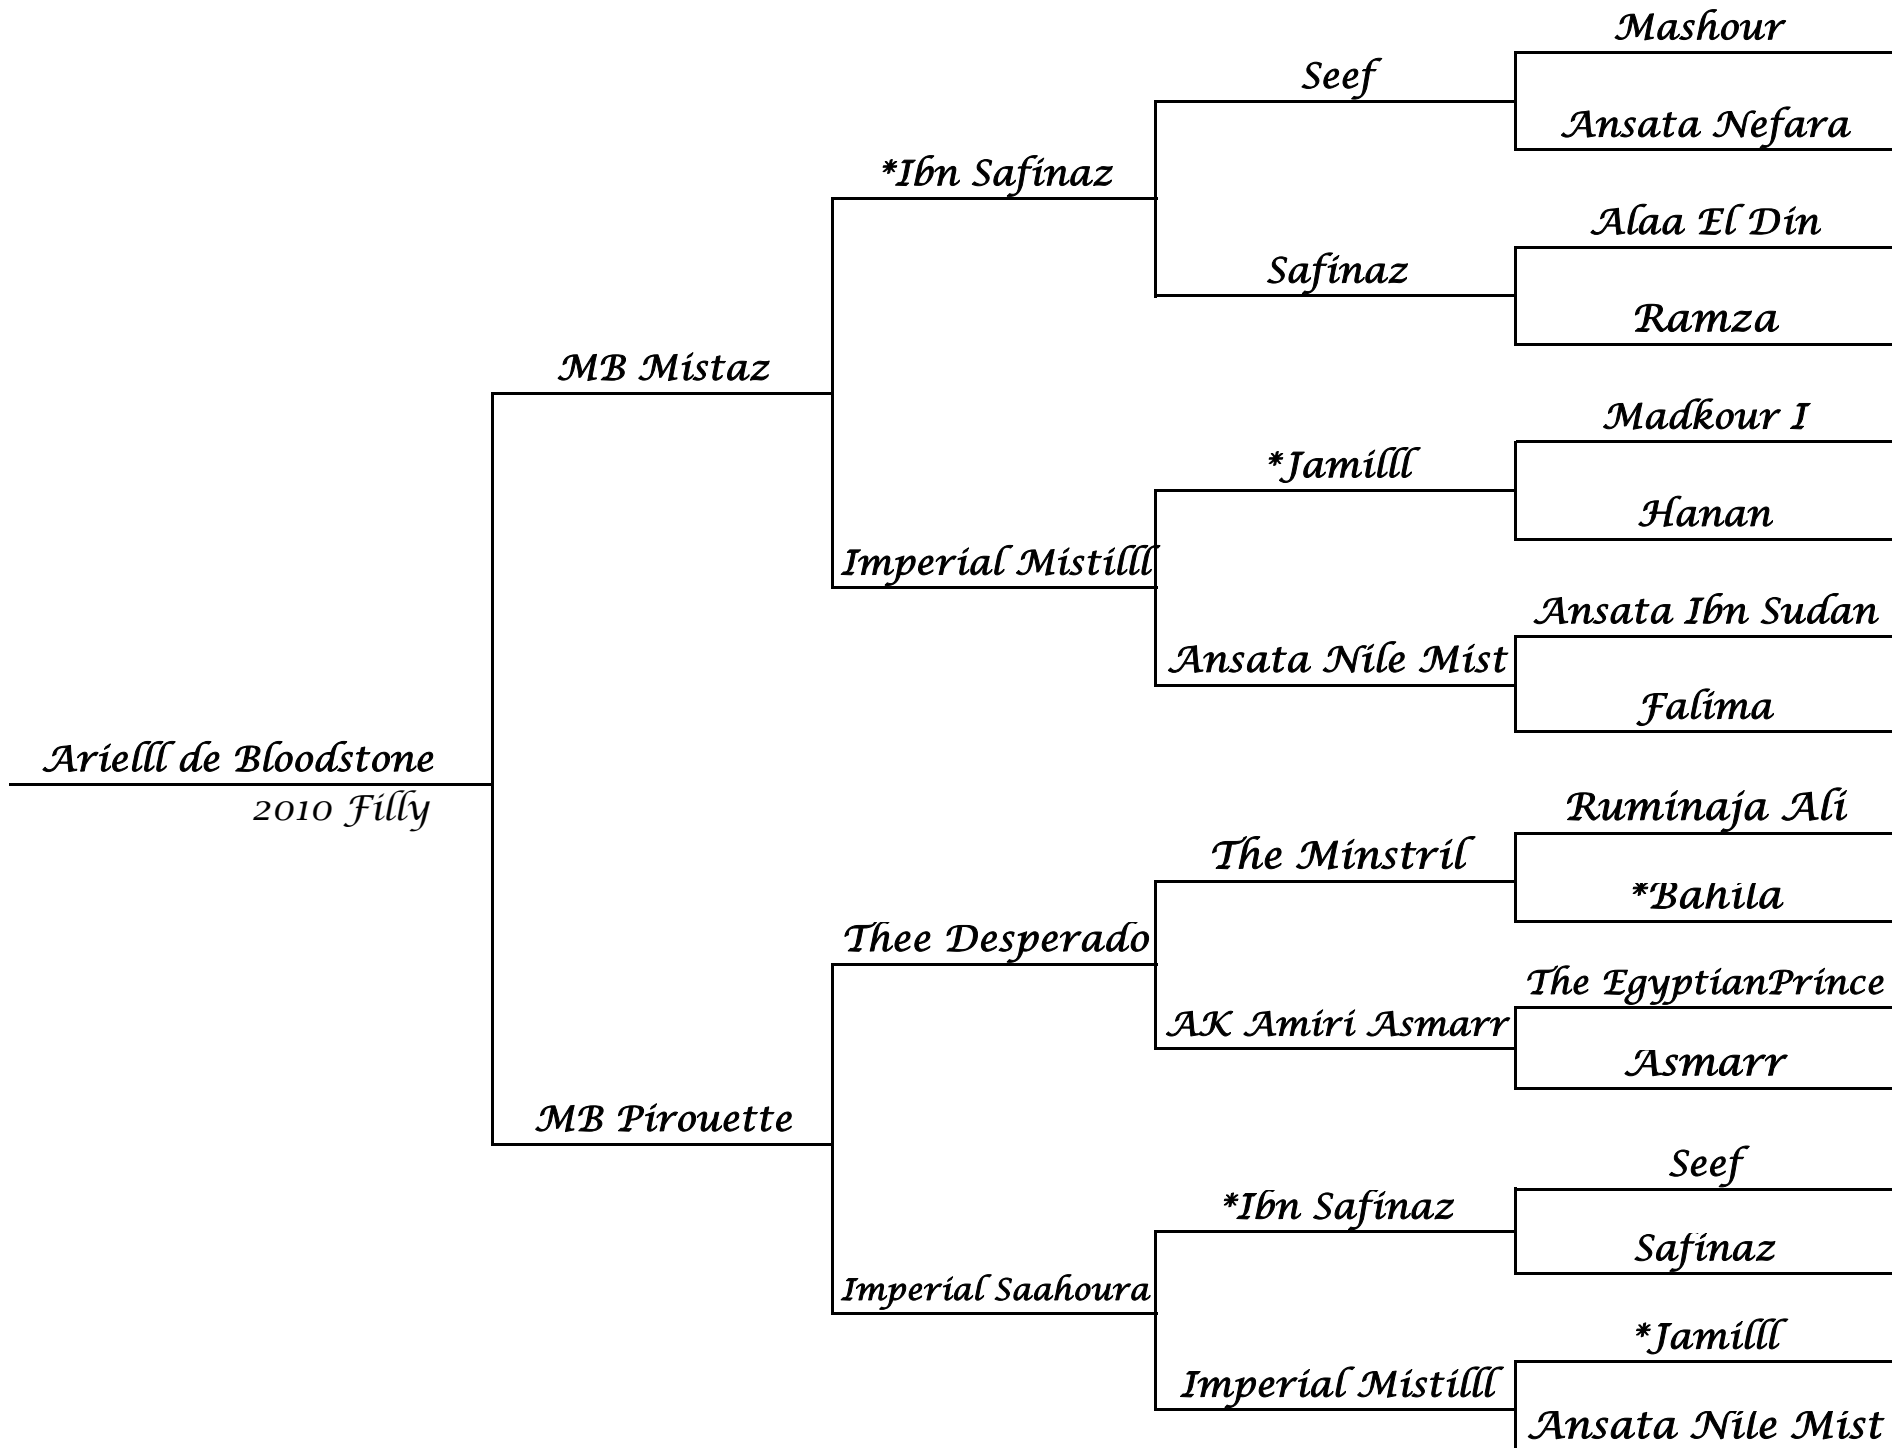 Mashour
Seef
Ansata Nefara
*Ibn Safinaz
Alaa El Din
Safinaz
Ramza
MB Mistaz
Madkour I
*Jamilll
Hanan
Imperial Mistilll
Ansata Ibn Sudan
Ansata Nile Mist
Falima
Arielll de Bloodstone
2010 Filly
Ruminaja Ali
The Minstril
*Bahila
Thee Desperado
The EgyptianPrince
AK Amiri Asmarr
Asmarr
MB Pirouette
Seef
*Ibn Safinaz
Safinaz
Imperial Saahoura
*Jamilll
Imperial Mistilll
Ansata Nile Mist